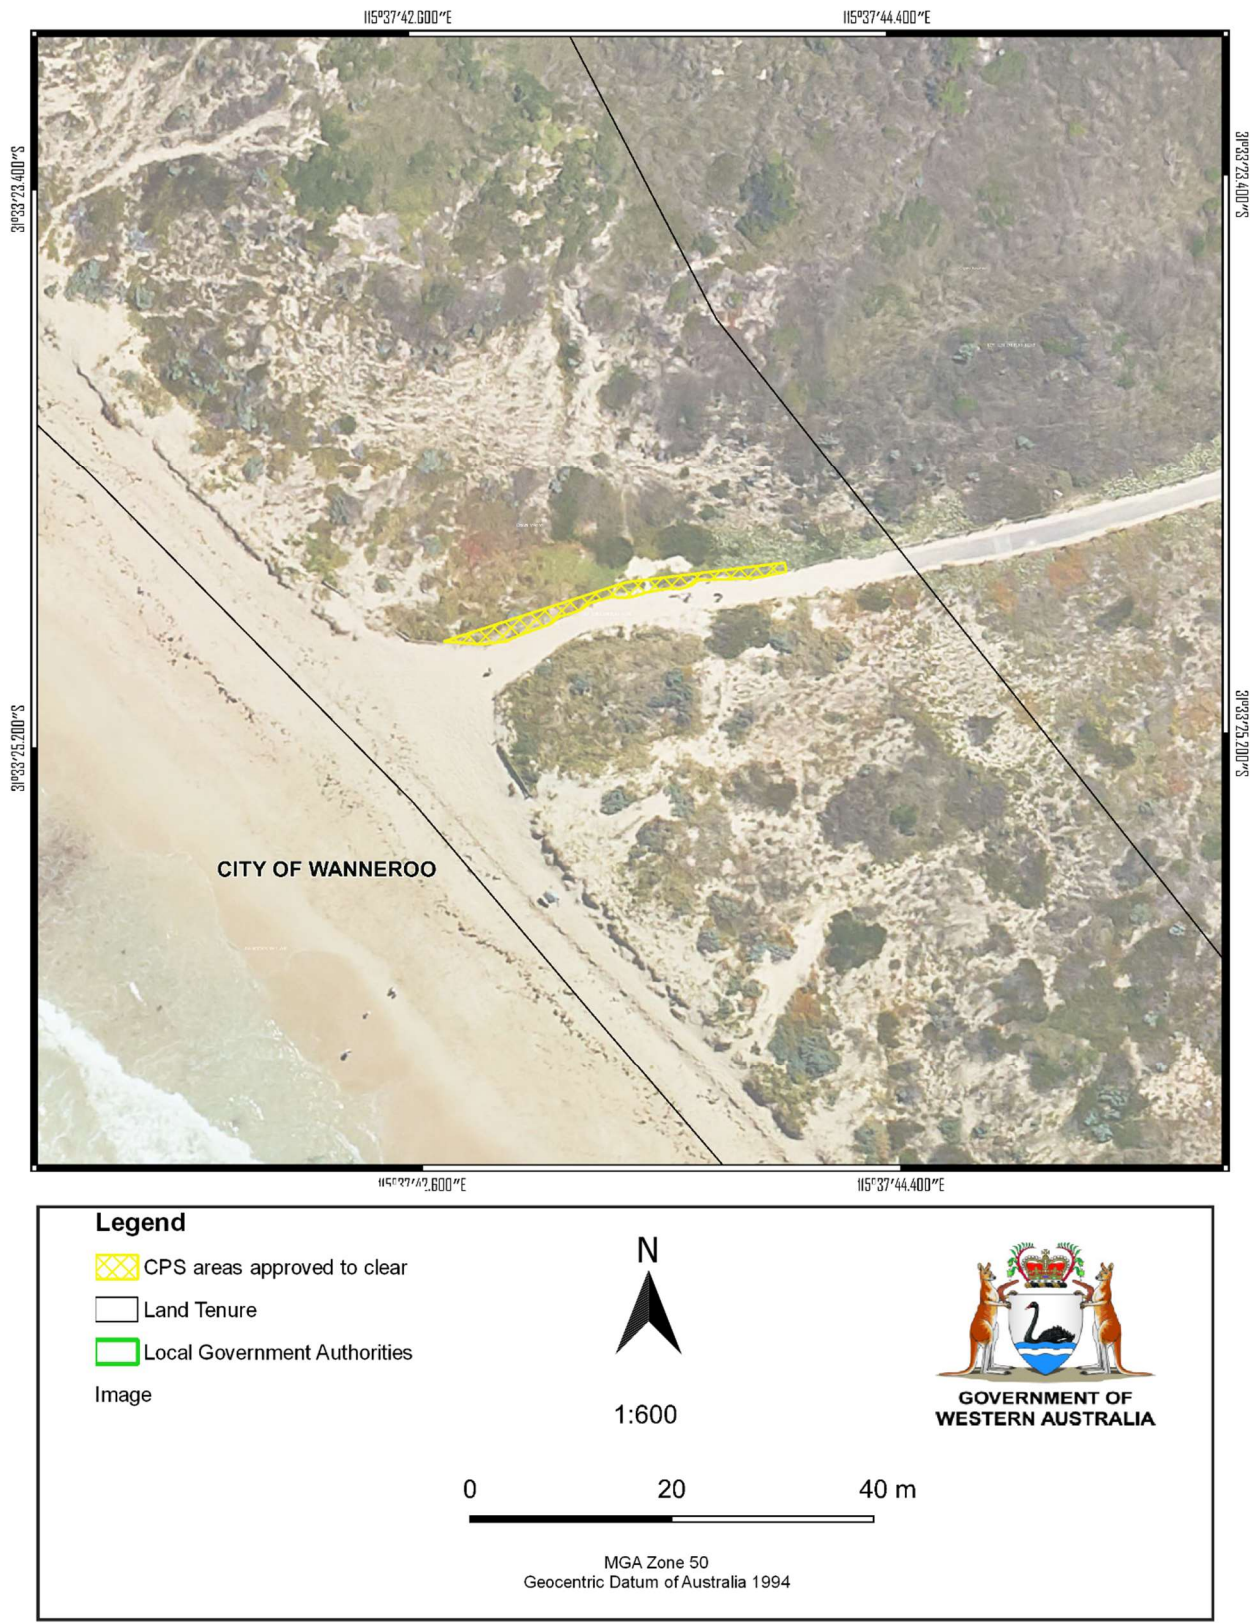 115°37'42.600"E
115°37'44.400"E
31°33'23.400"S
31°33'23.400"S
31°33'25.200"S
31°33'25.200"S
CITY OF WANNEROO
115°37'42.600"E
115°37'44.400"E
Legend
CPS areas approved to clear
Land Tenure
Local Government Authorities
Image
N
1:600
0 20 40 m
MGA Zone 50
Geocentric Datum of Australia 1994
GOVERNMENT OF
WESTERN AUSTRALIA